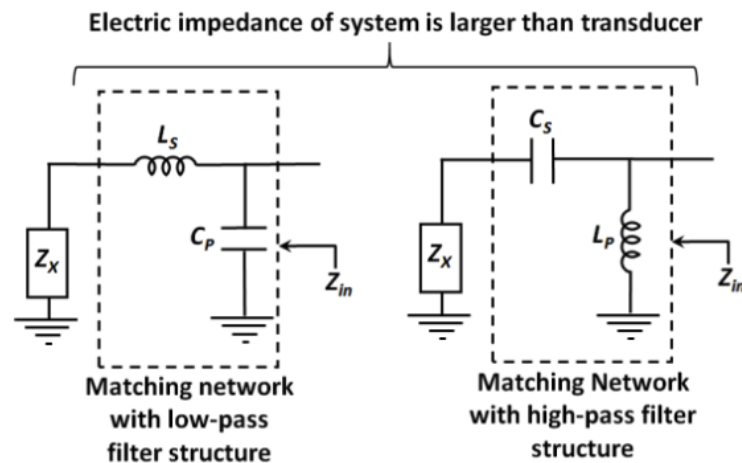 Electric impedance of system is larger than transducer
L_S
C_P
Z_X
Z_in
Matching network
with low-pass
filter structure
C_S
L_P
Z_X
Z_in
Matching Network
with high-pass filter
structure